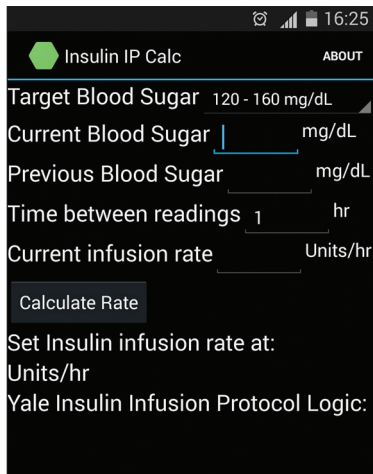 16:25
Insulin IP Calc ABOUT
Target Blood Sugar 120 - 160 mg/dL
Current Blood Sugar mg/dL
Previous Blood Sugar mg/dL
Time between readings 1 hr
Current infusion rate Units/hr
Calculate Rate
Set Insulin infusion rate at:
Units/hr
Yale Insulin Infusion Protocol Logic: